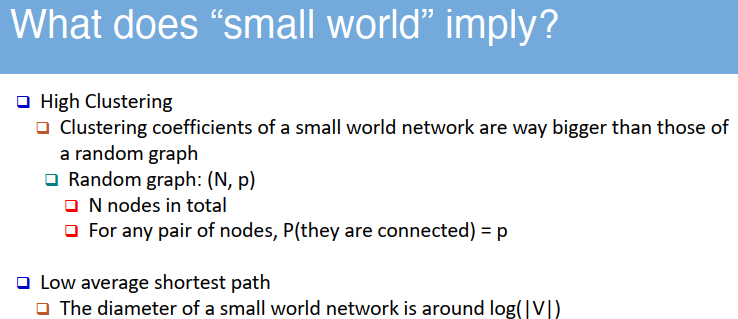 What does “small world” imply?
High Clustering
Clustering coefficients of a small world network are way bigger than those of
a random graph
Random graph: (N, p)
N nodes in total
For any pair of nodes, P(they are connected) = p
Low average shortest path
The diameter of a small world network is around log(|V|)